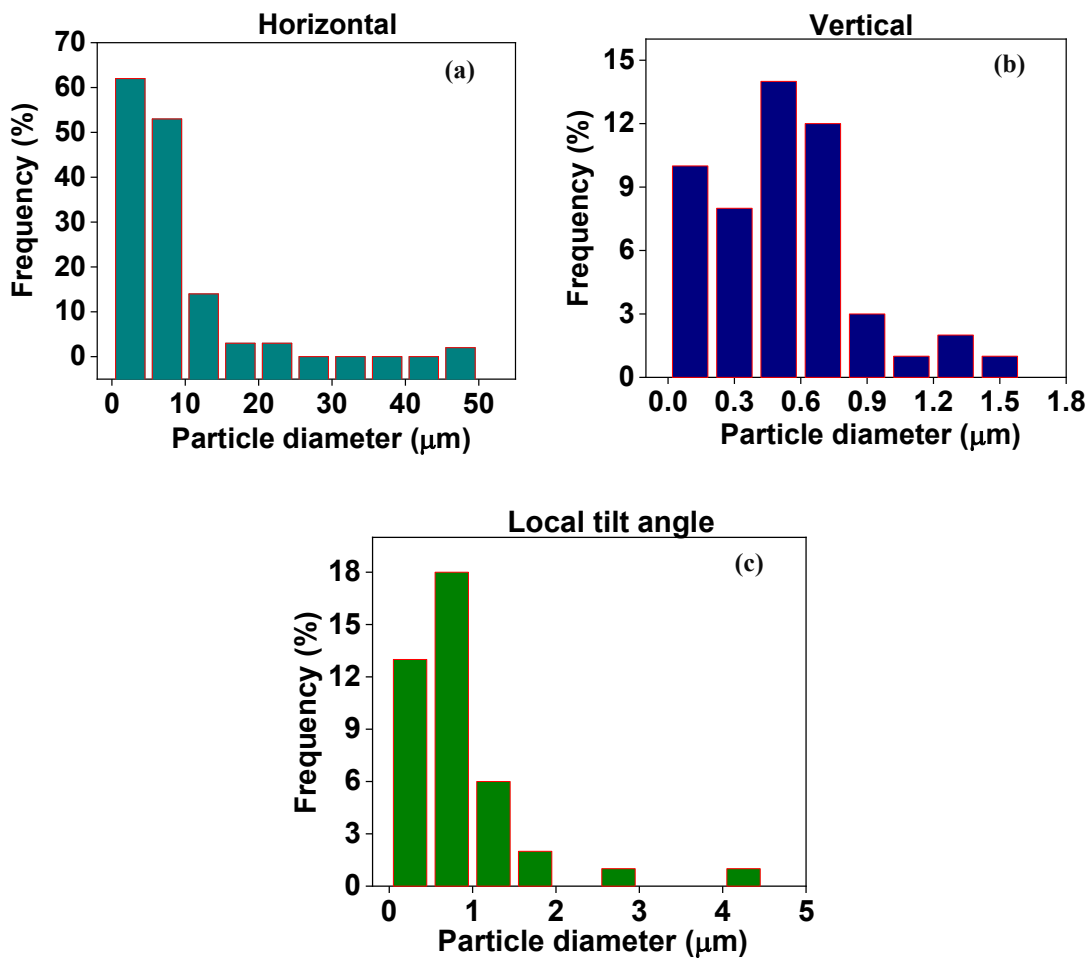 Horizontal
(a)
Frequency (%)
70
60
50
40
30
20
10
0
0 10 20 30 40 50
Particle diameter (μm)
Vertical
(b)
Frequency (%)
15
12
9
6
3
0
0.0 0.3 0.6 0.9 1.2 1.5 1.8
Particle diameter (μm)
Local tilt angle
(c)
Frequency (%)
18
15
12
9
6
3
0
0 1 2 3 4 5
Particle diameter (μm)